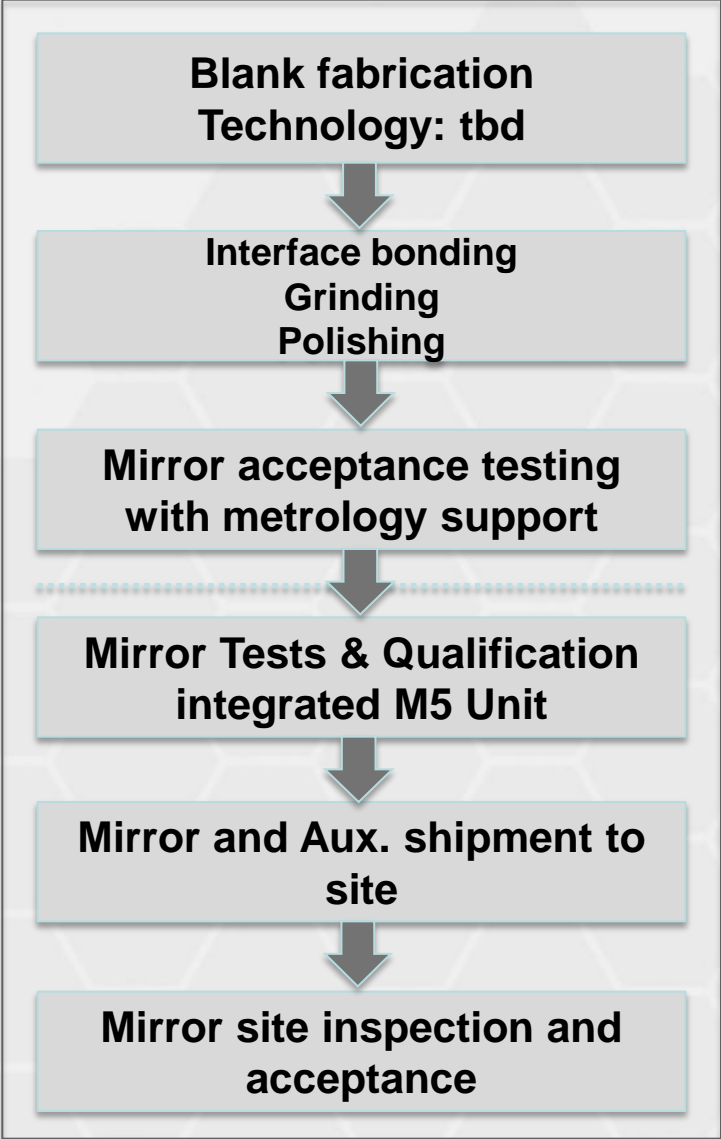 Blank fabrication
Technology: tbd
Interface bonding
Grinding
Polishing
Mirror acceptance testing
with metrology support
Mirror Tests & Qualification
integrated M5 Unit
Mirror and Aux. shipment to
site
Mirror site inspection and
acceptance